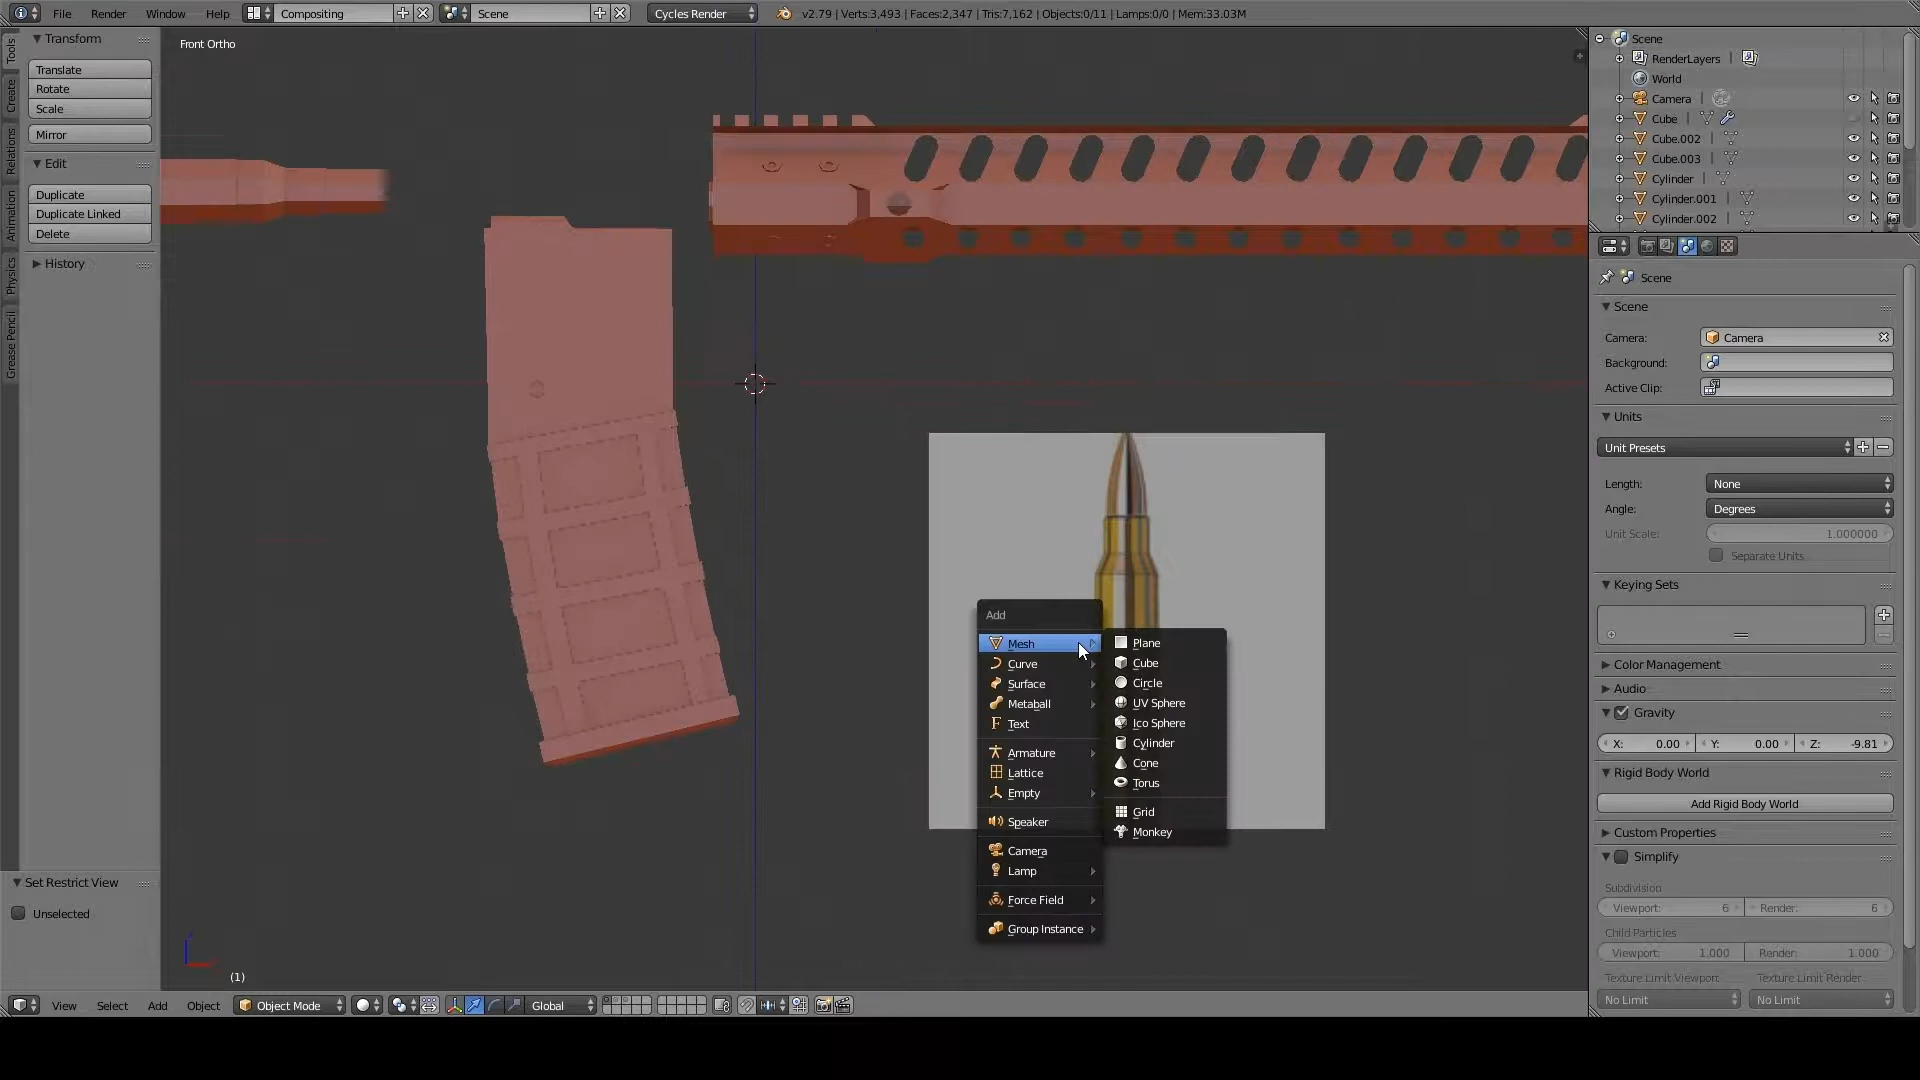 File Render Window Help Compositing Scene Cycles Render v2.79 | Verts:3,493 | Faces:2,347 | Tris:7,162 | Objects:0/11 | Lamps:0/0 | Mem:33.03M
Tools
Create
Relations
Animation
Physics
Grease Pencil
Transform
Translate
Rotate
Scale
Mirror
Edit
Duplicate
Duplicate Linked
Delete
History
Set Restrict View
Unselected
Front Ortho
(1)
Add
Mesh
Curve
Surface
Metaball
Text
Armature
Lattice
Empty
Speaker
Camera
Lamp
Force Field
Group Instance
Plane
Cube
Circle
UV Sphere
Ico Sphere
Cylinder
Cone
Torus
Grid
Monkey
View Select Add Object Object Mode Global
Scene
RenderLayers
World
Camera
Cube
Cube.002
Cube.003
Cylinder
Cylinder.001
Cylinder.002
Scene
Scene
Camera: Camera
Background:
Active Clip:
Units
Unit Presets
Length: None
Angle: Degrees
Unit Scale: 1.000000
Separate Units
Keying Sets
Color Management
Audio
Gravity
X: 0.00 Y: 0.00 Z: -9.81
Rigid Body World
Add Rigid Body World
Custom Properties
Simplify
Subdivision
Viewport: 6 Render: 6
Child Particles
Viewport: 1.000 Render: 1.000
Texture Limit Viewport Texture Limit Render
No Limit No Limit